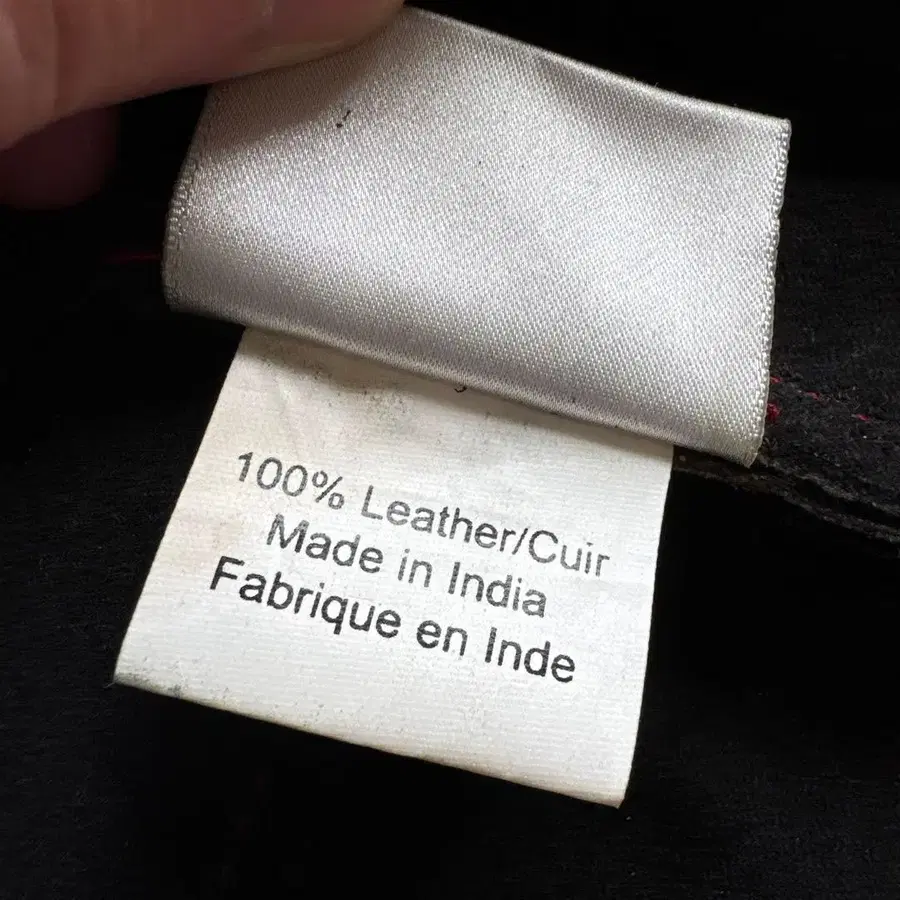 100% Leather/Cuir
Made in India
Fabrique en Inde